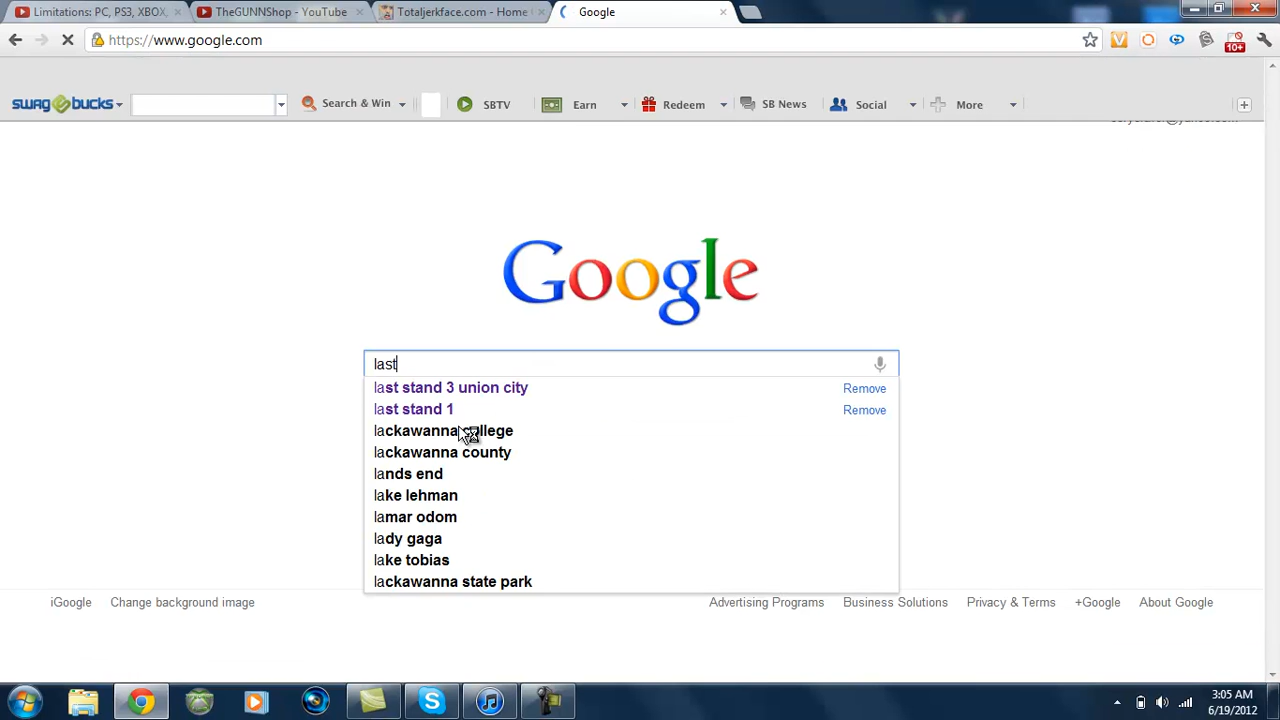 Limitations: PC, PS3, XBOX,
TheGUNNShop - YouTube
Totaljerkface.com - Home
Google
https://www.google.com
10+
swagbucks
Search & Win
SBTV
Earn
Redeem
SB News
Social
More
Google
last
last stand 3 union city Remove
last stand 1 Remove
lackawanna college
lackawanna county
lands end
lake lehman
lamar odom
lady gaga
lake tobias
lackawanna state park
iGoogle Change background image Advertising Programs Business Solutions Privacy & Terms +Google About Google
3:05 AM
6/19/2012